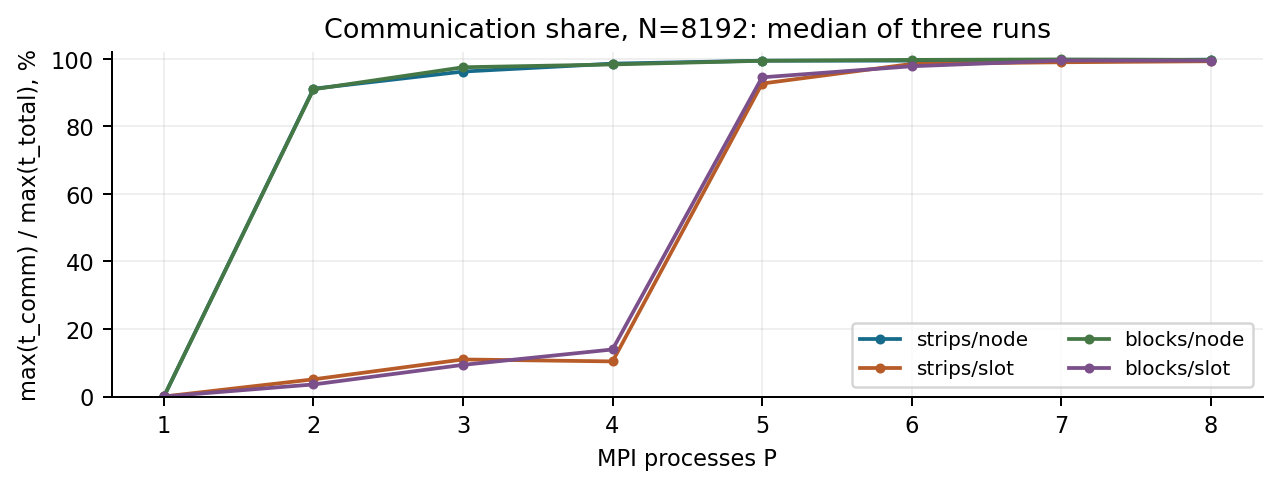 Communication share, N=8192: median of three runs
max(t_comm) / max(t_total), %
100
80
60
40
20
0
1 2 3 4 5 6 7 8
MPI processes P
strips/node blocks/node
strips/slot blocks/slot